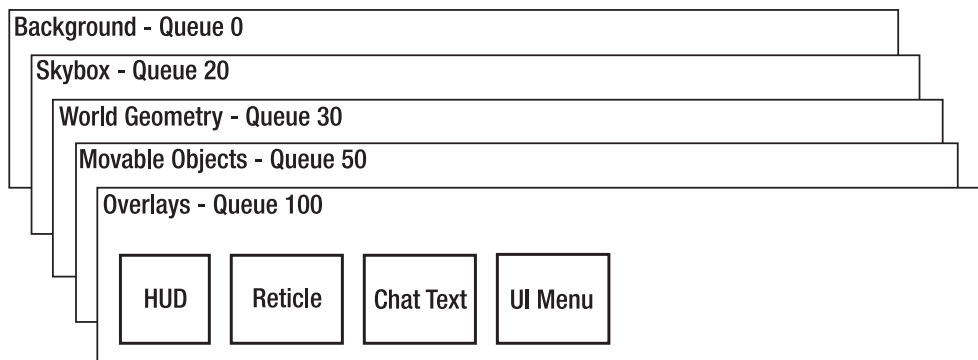 Background - Queue 0
Skybox - Queue 20
World Geometry - Queue 30
Movable Objects - Queue 50
Overlays - Queue 100
HUD
Reticle
Chat Text
UI Menu